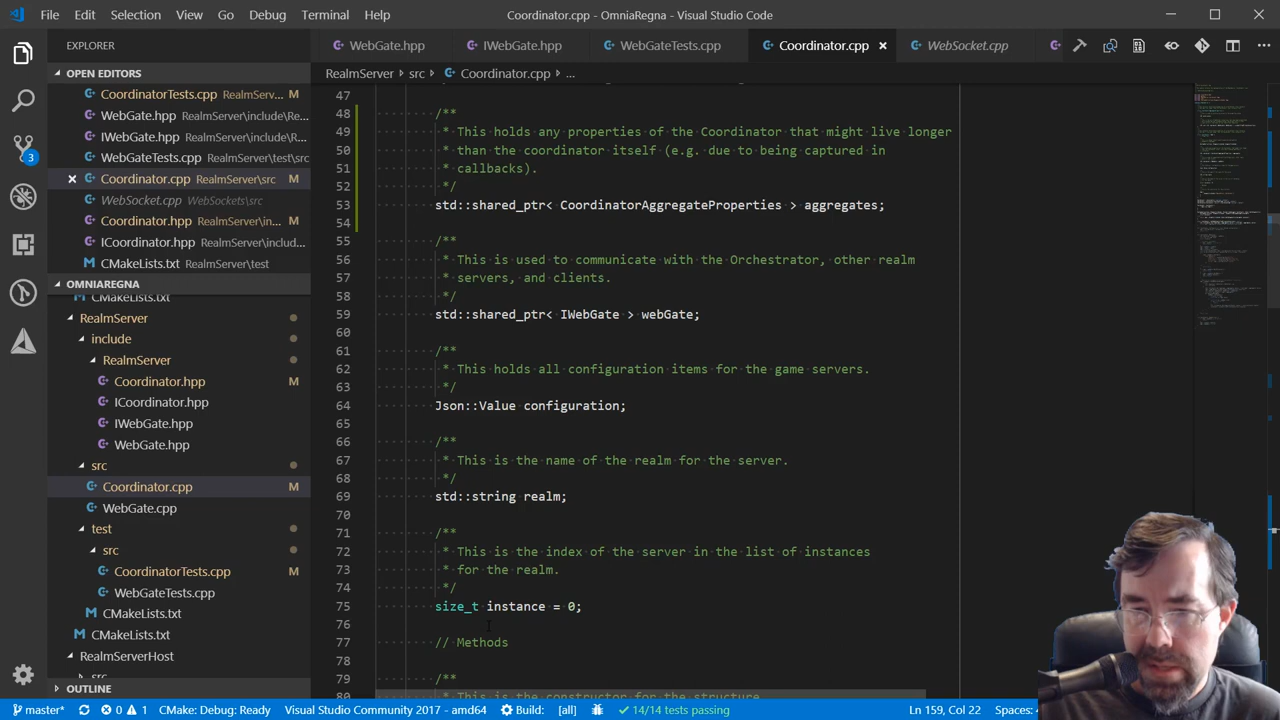 File Edit Selection View Go Debug Terminal Help Coordinator.cpp - OmniaRegna - Visual Studio Code
EXPLORER
WebGate.hpp IWebGate.hpp WebGateTests.cpp Coordinator.cpp × WebSocket.cpp
OPEN EDITORS
RealmServer › src › Coordinator.cpp › ...
CoordinatorTests.cpp RealmServ... M
WebGate.hpp RealmServer\include\Re...
IWebGate.hpp RealmServer\include\R...
WebGateTests.cpp RealmServer\test\src
Coordinator.cpp RealmServer\src M
WebSocket.cpp WebSockets\src
Coordinator.hpp RealmServer\in... M
ICoordinator.hpp RealmServer\includ...
CMakeLists.txt RealmServer\test
OMNIAREGNA
CMakeLists.txt
RealmServer
include
RealmServer
Coordinator.hpp M
ICoordinator.hpp
IWebGate.hpp
WebGate.hpp
src
Coordinator.cpp M
WebGate.cpp
test
src
CoordinatorTests.cpp M
WebGateTests.cpp
CMakeLists.txt
CMakeLists.txt
RealmServerHost
OUTLINE
3
47
48 /**
49 * This holds any properties of the Coordinator that might live longer
50 * than the Coordinator itself (e.g. due to being captured in
51 * callbacks).
52 */
53 std::shared_ptr< CoordinatorAggregateProperties > aggregates;
54
55 /**
56 * This is used to communicate with the Orchestrator, other realm
57 * servers, and clients.
58 */
59 std::shared_ptr< IWebGate > webGate;
60
61 /**
62 * This holds all configuration items for the game servers.
63 */
64 Json::Value configuration;
65
66 /**
67 * This is the name of the realm for the server.
68 */
69 std::string realm;
70
71 /**
72 * This is the index of the server in the list of instances
73 * for the realm.
74 */
75 size_t instance = 0;
76
77 // Methods
78
79 /**
80 * This is the constructor for the structure.
master* 0 1 CMake: Debug: Ready Visual Studio Community 2017 - amd64 Build: [all] 14/14 tests passing Ln 159, Col 22 Spaces: